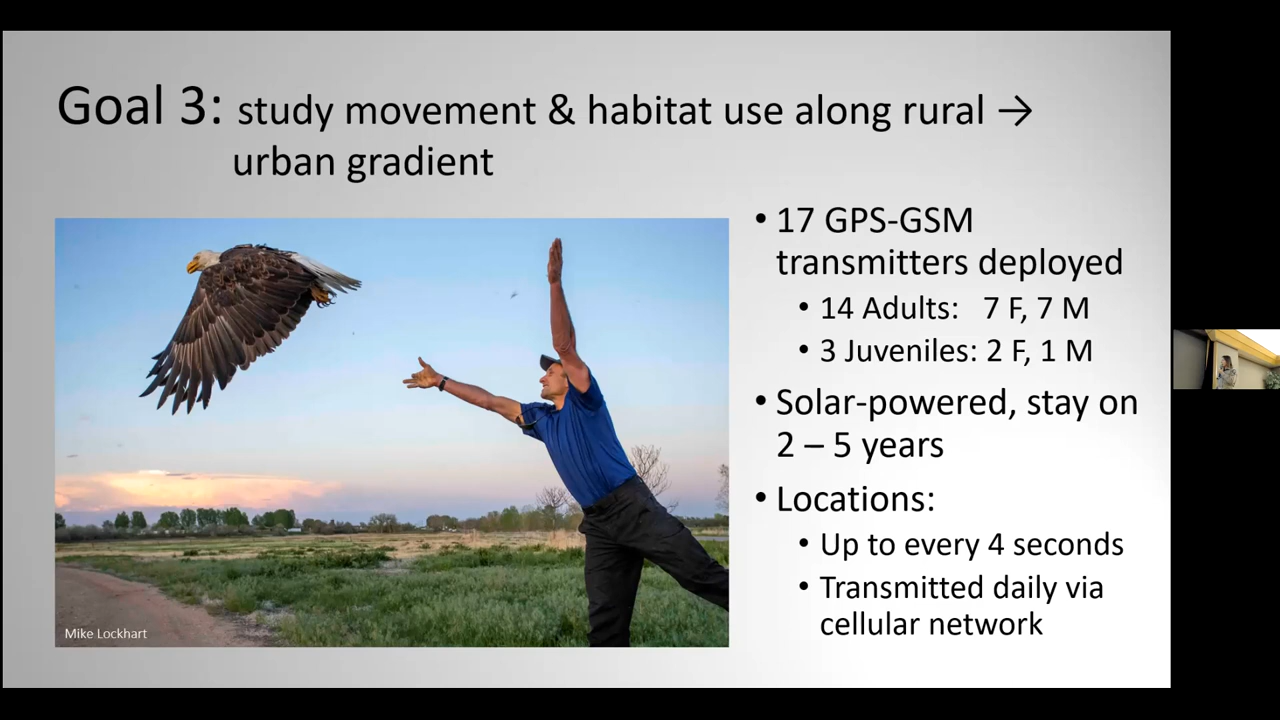 Goal 3: study movement & habitat use along rural →
urban gradient
• 17 GPS-GSM
transmitters deployed
• 14 Adults: 7 F, 7 M
• 3 Juveniles: 2 F, 1 M
• Solar-powered, stay on
2 – 5 years
• Locations:
• Up to every 4 seconds
• Transmitted daily via
cellular network
Mike Lockhart